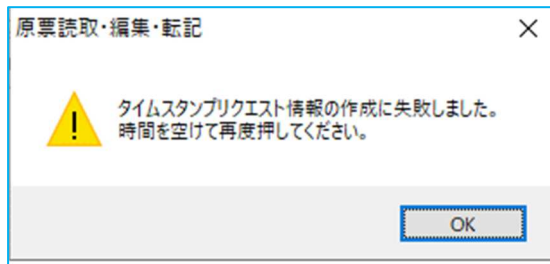 原票読取・編集・転記
タイムスタンプリクエスト情報の作成に失敗しました。
時間を空けて再度押してください。
OK